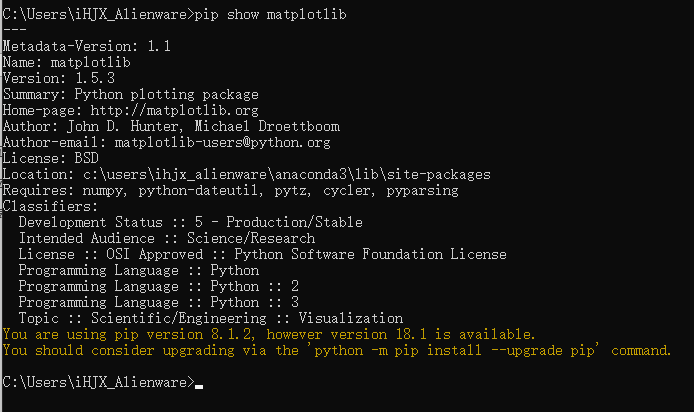 C:\Users\iHJX_Alienware>pip show matplotlib
---
Metadata-Version: 1.1
Name: matplotlib
Version: 1.5.3
Summary: Python plotting package
Home-page: http://matplotlib.org
Author: John D. Hunter, Michael Droettboom
Author-email: matplotlib-users@python.org
License: BSD
Location: c:\users\ihjx_alienware\anaconda3\lib\site-packages
Requires: numpy, python-dateutil, pytz, cycler, pyparsing
Classifiers:
  Development Status :: 5 - Production/Stable
  Intended Audience :: Science/Research
  License :: OSI Approved :: Python Software Foundation License
  Programming Language :: Python
  Programming Language :: Python :: 2
  Programming Language :: Python :: 3
  Topic :: Scientific/Engineering :: Visualization
You are using pip version 8.1.2, however version 18.1 is available.
You should consider upgrading via the 'python -m pip install --upgrade pip' command.
C:\Users\iHJX_Alienware>